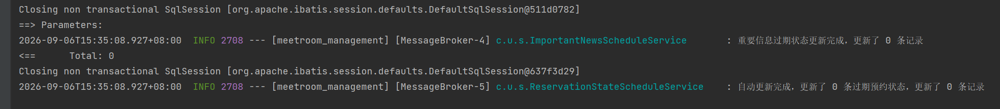 Closing non transactional SqlSession [org.apache.ibatis.session.defaults.DefaultSqlSession@511d0782]
==> Parameters:
2026-09-06T15:35:08.927+08:00  INFO 2708 --- [meetroom_management] [MessageBroker-4] c.u.s.ImportantNewsScheduleService       : 重要信息过期状态更新完成，更新了 0 条记录
<==      Total: 0
Closing non transactional SqlSession [org.apache.ibatis.session.defaults.DefaultSqlSession@637f3d29]
2026-09-06T15:35:08.927+08:00  INFO 2708 --- [meetroom_management] [MessageBroker-5] c.u.s.ReservationStateScheduleService    : 自动更新完成，更新了 0 条过期预约状态，更新了 0 条记录